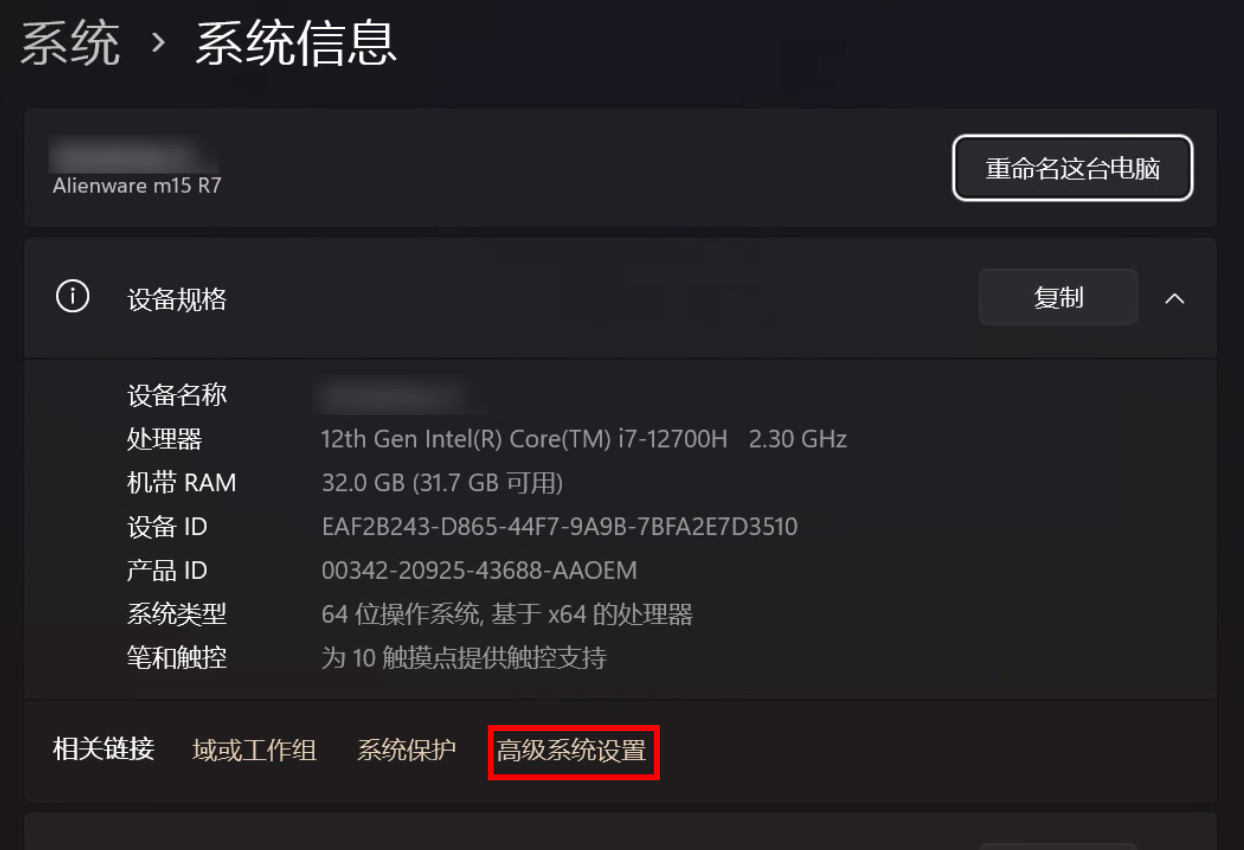 系统 › 系统信息
Alienware m15 R7
重命名这台电脑
设备规格
复制
设备名称
处理器 12th Gen Intel(R) Core(TM) i7-12700H 2.30 GHz
机带 RAM 32.0 GB (31.7 GB 可用)
设备 ID EAF2B243-D865-44F7-9A9B-7BFA2E7D3510
产品 ID 00342-20925-43688-AAOEM
系统类型 64 位操作系统, 基于 x64 的处理器
笔和触控 为 10 触摸点提供触控支持
相关链接 域或工作组 系统保护 高级系统设置